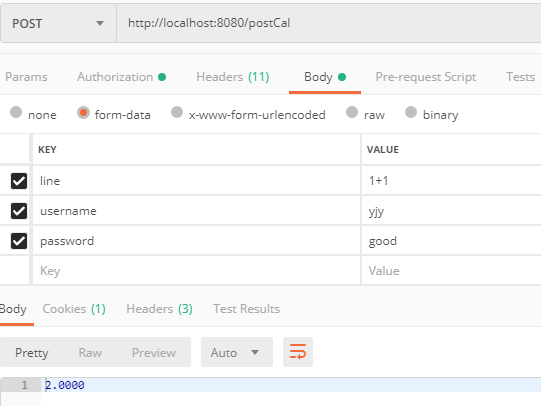 POST http://localhost:8080/postCal
Params Authorization Headers (11) Body Pre-request Script Tests
none form-data x-www-form-urlencoded raw binary
KEY VALUE
line 1+1
username yjy
password good
Key Value
Body Cookies (1) Headers (3) Test Results
Pretty Raw Preview Auto
1 2.0000